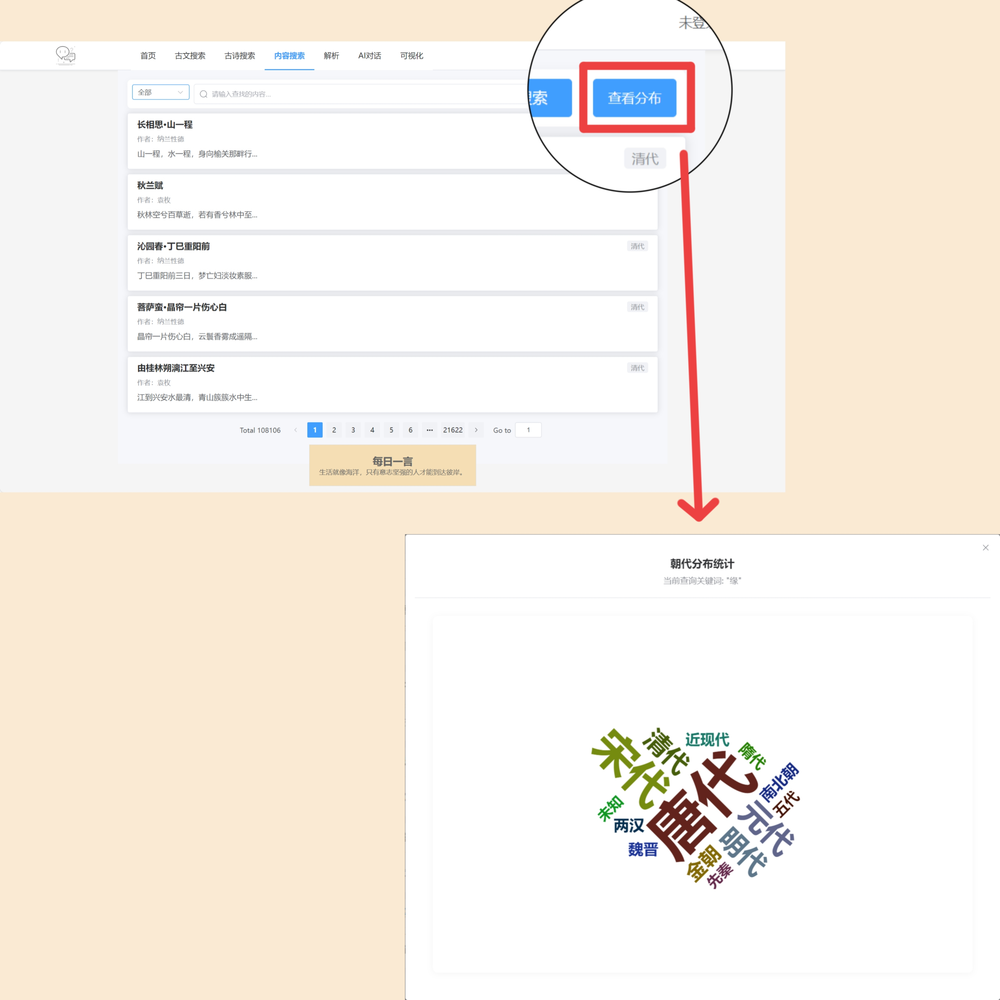 未登
首页 古文搜索 古诗搜索 内容搜索 解析 AI对话 可视化
全部 请输入查找的内容... 索 查看分布
长相思•山一程 清代
作者：纳兰性德
山一程，水一程，身向榆关那畔行...
秋兰赋
作者：袁枚
秋林空兮百草逝，若有香兮林中至...
沁园春•丁巳重阳前 清代
作者：纳兰性德
丁巳重阳前三日，梦亡妇淡妆素服...
菩萨蛮•晶帘一片伤心白 清代
作者：纳兰性德
晶帘一片伤心白，云鬟香雾成遥隔...
由桂林朔漓江至兴安 清代
作者：袁枚
江到兴安水最清，青山簇簇水中生...
Total 108106 1 2 3 4 5 6 ••• 21622 Go to 1
每日一言
生活就像海洋，只有意志坚强的人才能到达彼岸。
朝代分布统计
当前查询关键词: "缘"
宋代
清代
近现代
隋代
唐代
南北朝
五代
未知
两汉
元代
魏晋
明代
金朝
先秦